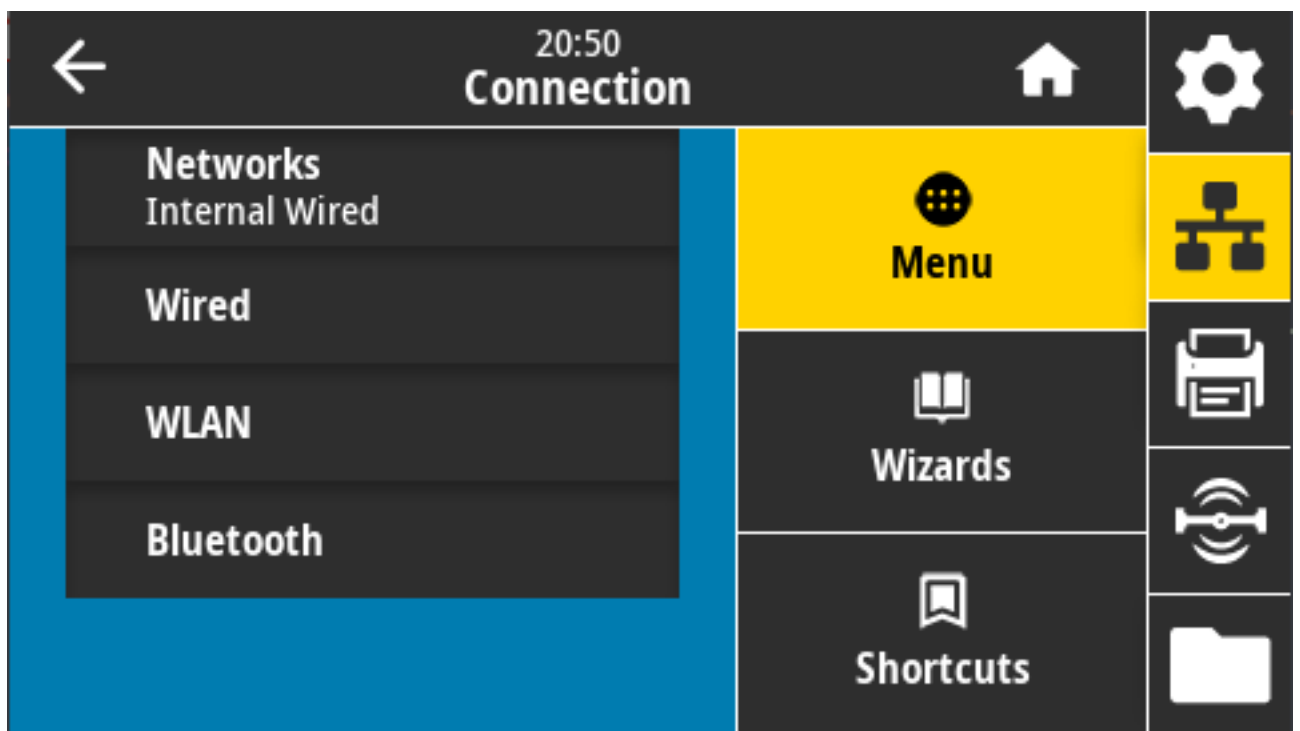 20:50
Connection
Networks
Internal Wired
Wired
WLAN
Bluetooth
Menu
Wizards
Shortcuts